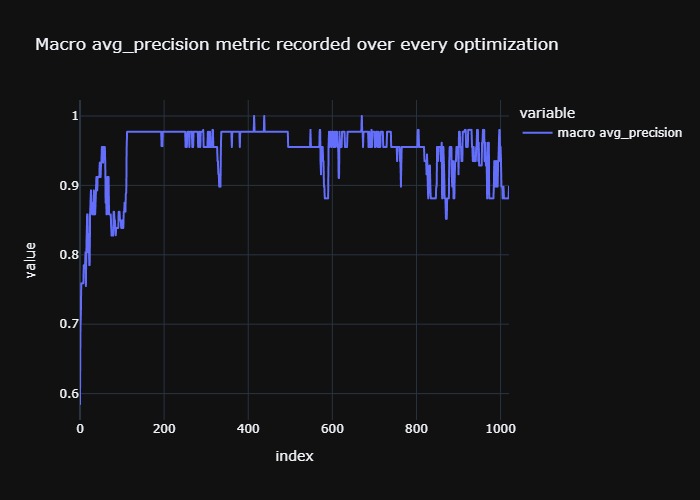 Macro avg_precision metric recorded over every optimization
variable
macro avg_precision
value
1
0.9
0.8
0.7
0.6
0
200
400
600
800
1000
index